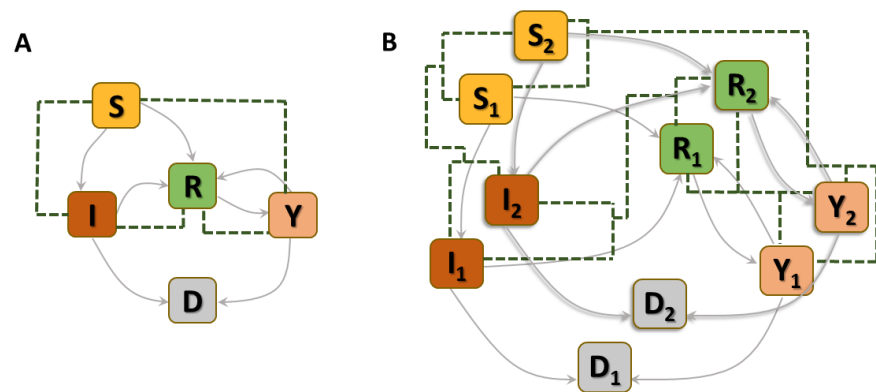 A
S
I
R
Y
D
B
S₂
S₁
R₂
R₁
I₂
Y₂
I₁
Y₁
D₂
D₁